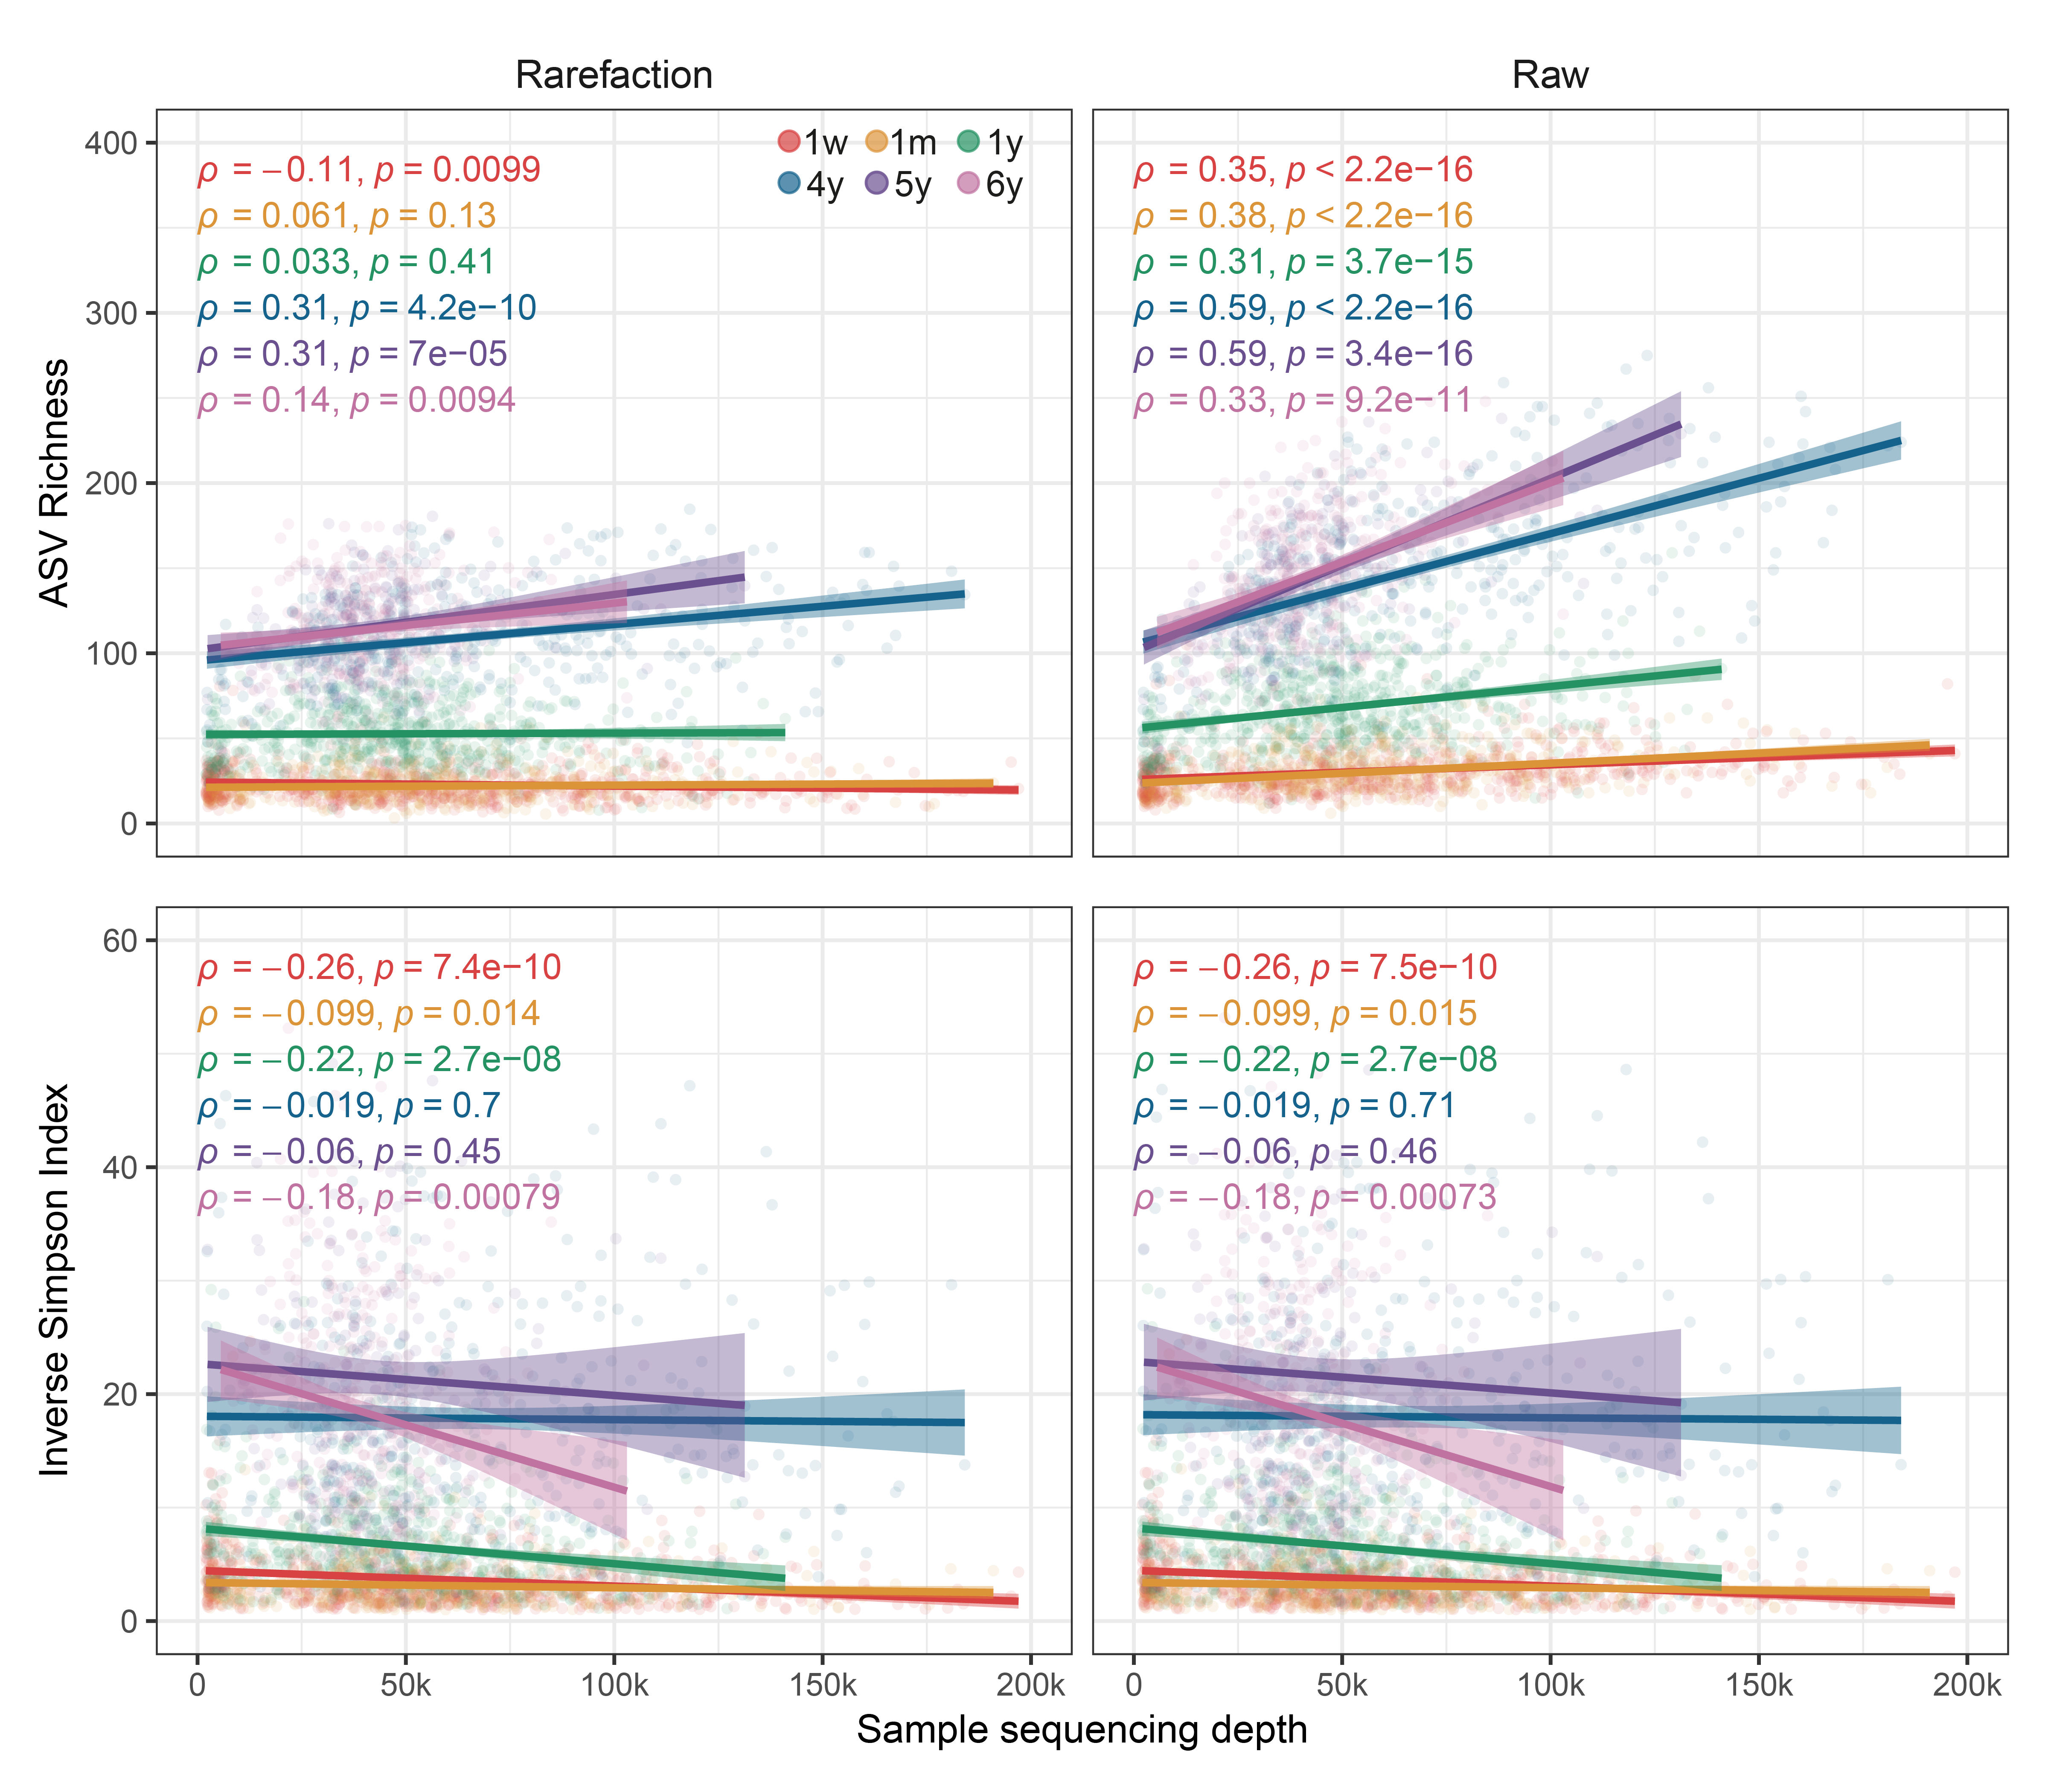 Rarefaction
Raw
ASV Richness
400
300
200
100
0
ρ = −0.11, p = 0.0099
ρ = 0.061, p = 0.13
ρ = 0.033, p = 0.41
ρ = 0.31, p = 4.2e−10
ρ = 0.31, p = 7e−05
ρ = 0.14, p = 0.0094
1w 1m 1y
4y 5y 6y
ρ = 0.35, p < 2.2e−16
ρ = 0.38, p < 2.2e−16
ρ = 0.31, p = 3.7e−15
ρ = 0.59, p < 2.2e−16
ρ = 0.59, p = 3.4e−16
ρ = 0.33, p = 9.2e−11
Inverse Simpson Index
60
40
20
0
ρ = −0.26, p = 7.4e−10
ρ = −0.099, p = 0.014
ρ = −0.22, p = 2.7e−08
ρ = −0.019, p = 0.7
ρ = −0.06, p = 0.45
ρ = −0.18, p = 0.00079
ρ = −0.26, p = 7.5e−10
ρ = −0.099, p = 0.015
ρ = −0.22, p = 2.7e−08
ρ = −0.019, p = 0.71
ρ = −0.06, p = 0.46
ρ = −0.18, p = 0.00073
0 50k 100k 150k 200k
0 50k 100k 150k 200k
Sample sequencing depth